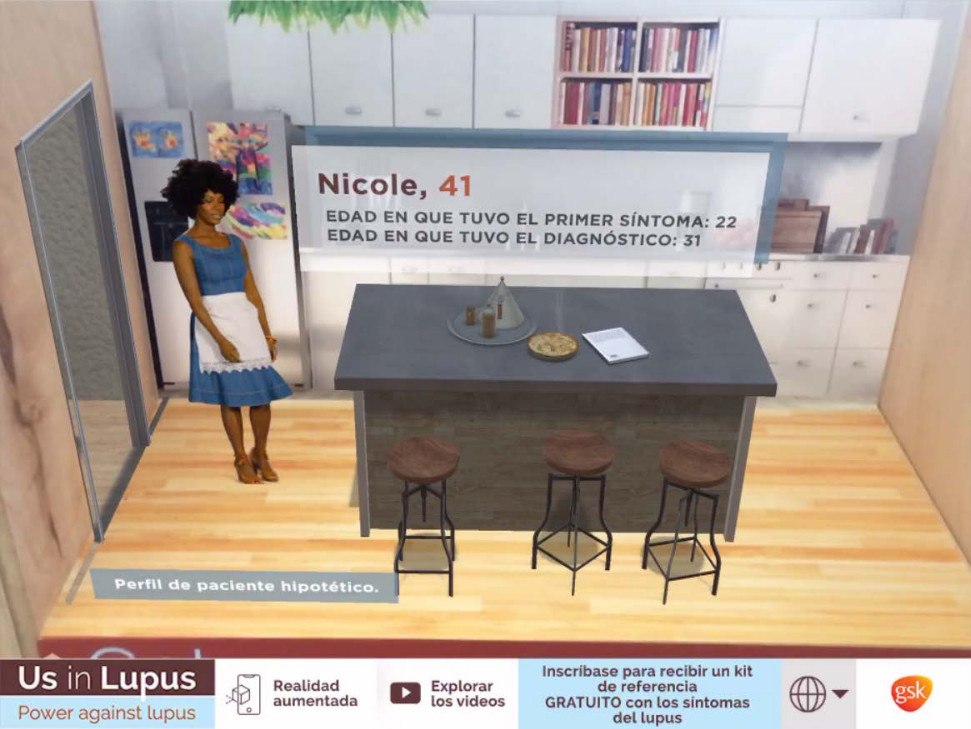 Nicole, 41
EDAD EN QUE TUVO EL PRIMER SÍNTOMA: 22
EDAD EN QUE TUVO EL DIAGNÓSTICO: 31
Perfil de paciente hipotético.
Us in Lupus
Power against lupus
Realidad
aumentada
Explorar
los videos
Inscríbase para recibir un kit
de referencia
GRATUITO con los síntomas
del lupus
gsk